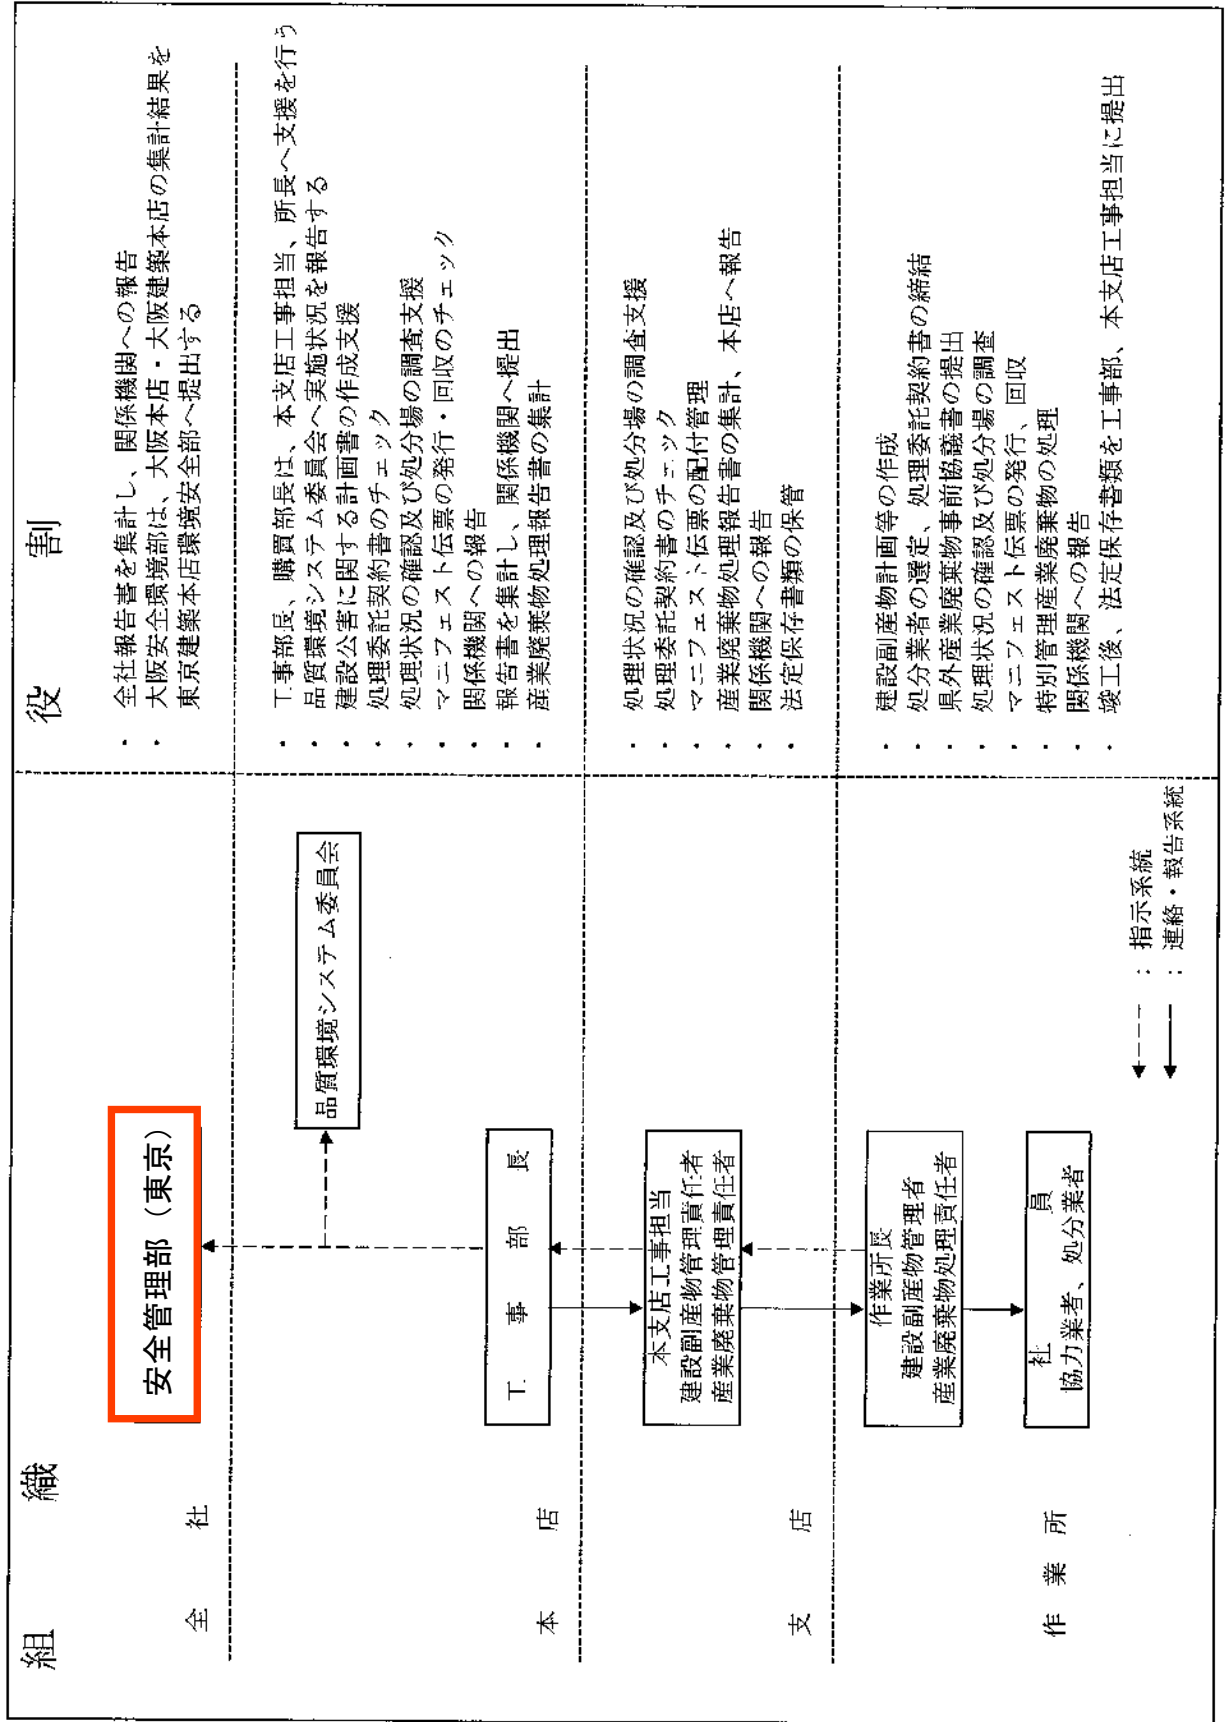 組　織
役　割
全　社
安全管理部（東京）
・全社報告書を集計し、関係機関への報告
・大阪安全環境部は、大阪本店・大阪建築本店の集計結果を
東京建築本店環境安全部へ提出する
本　店
品質環境システム委員会
工　事　部　長
・工事部長、購買部長は、本支店工事担当、所長へ支援を行う
・品質環境システム委員会へ実施状況を報告する
・建設公害に関する計画書の作成支援
・処理委託契約書のチェック
・処理状況の確認及び処分場の調査支援
・マニフェスト伝票の発行・回収のチェック
・関係機関への報告
・報告書を集計し、関係機関へ提出
・産業廃棄物処理報告書の集計
支　店
本支店工事担当
建設副産物管理責任者
産業廃棄物管理責任者
・処理状況の確認及び処分場の調査支援
・処理委託契約書のチェック
・マニフェスト伝票の配付管理
・産業廃棄物処理報告書の集計、本店へ報告
・関係機関への報告
・法定保存書類の保管
作　業　所
作業所長
建設副産物管理者
産業廃棄物処理責任者
社　員
協力業者、処分業者
・建設副産物計画等の作成
・処分業者の選定、処理委託契約書の締結
・県外産業廃棄物事前協議書の提出
・処理状況の確認及び処分場の調査
・マニフェスト伝票の発行、回収
・特別管理産業廃棄物の処理
・関係機関への報告
・竣工後、法定保存書類を工事部、本支店工事担当に提出
：指示系統
：連絡・報告系統